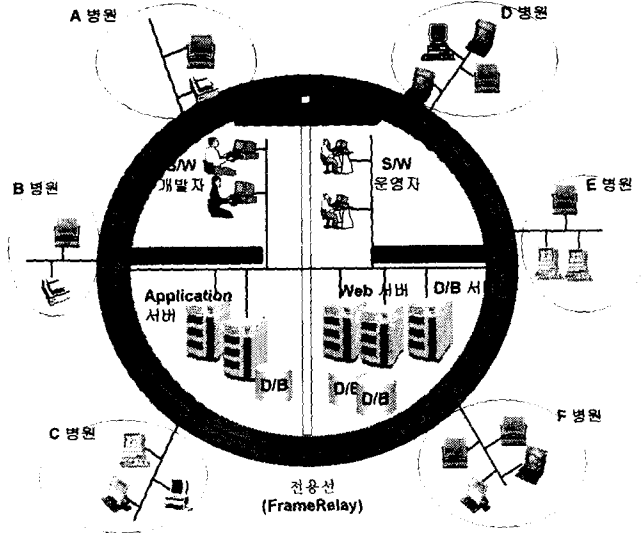 A 병원
D 병원
S/W
개발자
S/W
운영자
B 병원
E 병원
Application
서버
Web 서버
D/B 서
D/B
D/B
D/B
C 병원
F 병원
전용선
(FrameRelay)